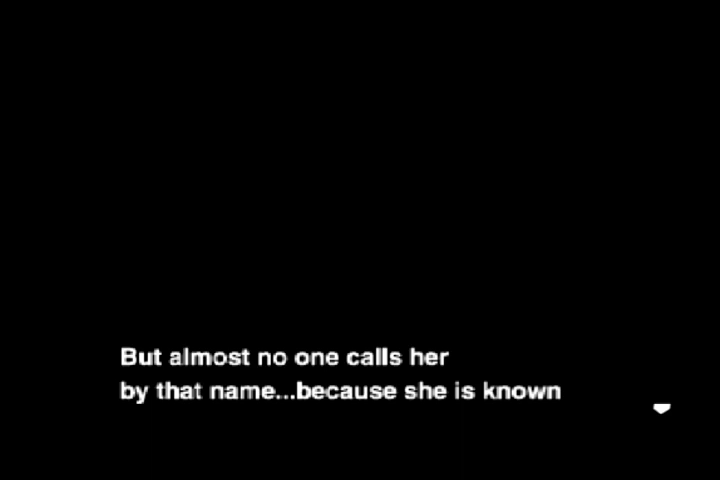 But almost no one calls her
by that name...because she is known